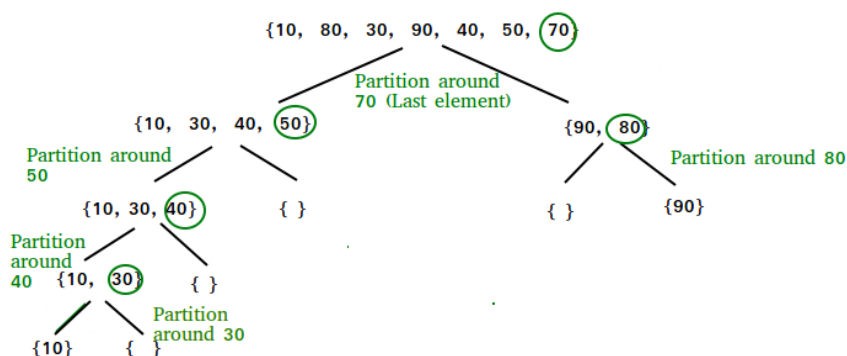 {10, 80, 30, 90, 40, 50, 70}
Partition around
70 (Last element)
{10, 30, 40, 50}
{90, 80}
Partition around
50
Partition around 80
{10, 30, 40}
{ }
{ }
{90}
Partition
around
40
{10, 30}
{ }
Partition
around 30
{10}
{ }